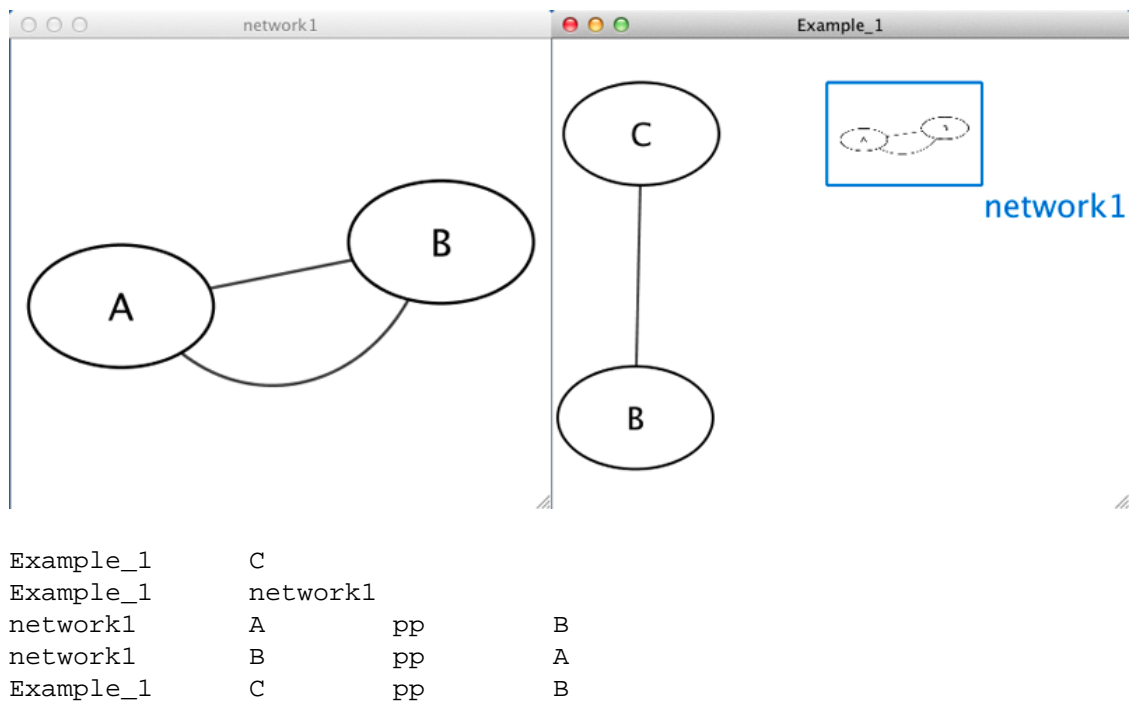 network1
Example_1
A
B
C
B
A
network1
Example_1 C
Example_1 network1
network1 A pp B
network1 B pp A
Example_1 C pp B